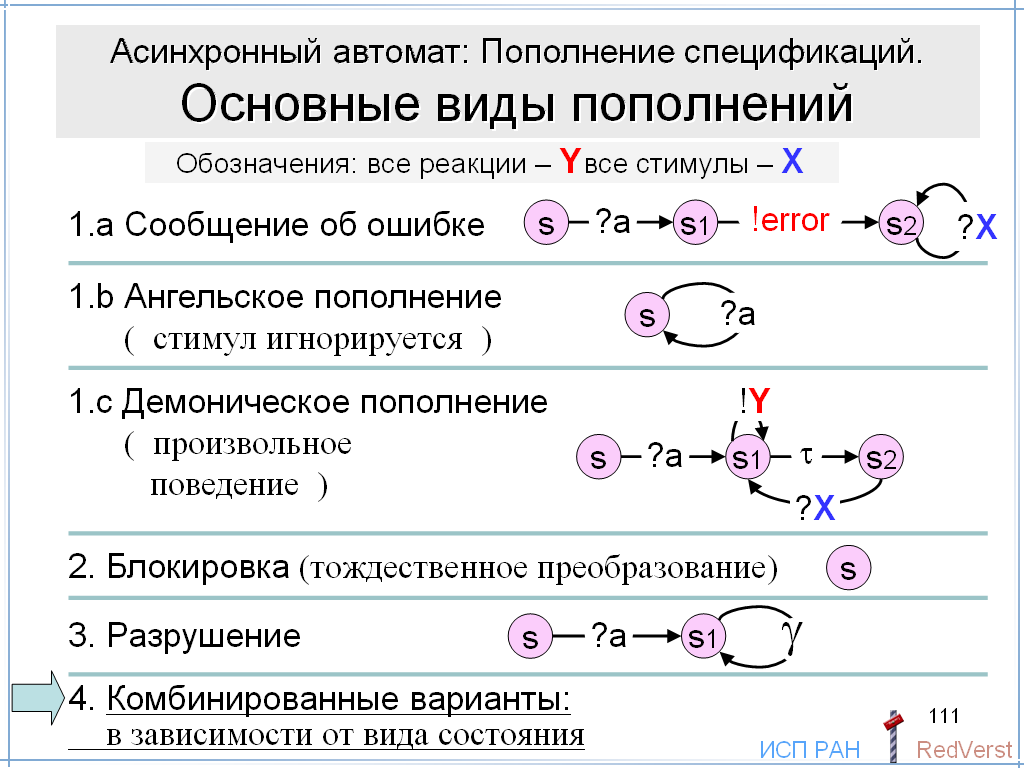 Асинхронный автомат: Пополнение спецификаций.
Основные виды пополнений
Обозначения: все реакции – Y все стимулы – X
1.a Сообщение об ошибке s ?a s1 !error s2 ?X
1.b Ангельское пополнение
( стимул игнорируется ) s ?a
1.c Демоническое пополнение !Y
( произвольное
s ?a s1 τ s2
поведение )
?X
2. Блокировка (тождественное преобразование) s
3. Разрушение s ?a s1 γ
4. Комбинированные варианты:
в зависимости от вида состояния
111
ИСП РАН RedVerst